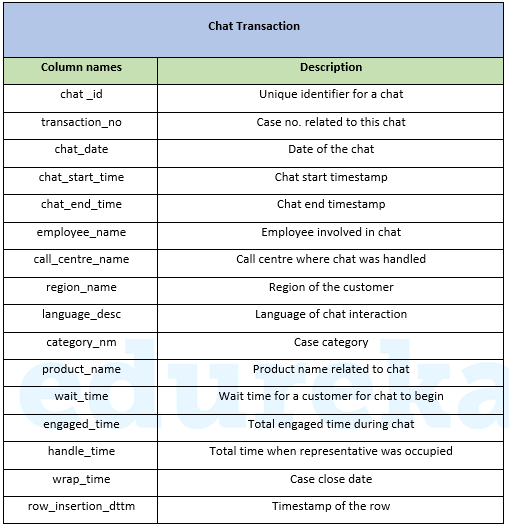 Chat Transaction
Column names Description
chat _id Unique identifier for a chat
transaction_no Case no. related to this chat
chat_date Date of the chat
chat_start_time Chat start timestamp
chat_end_time Chat end timestamp
employee_name Employee involved in chat
call_centre_name Call centre where chat was handled
region_name Region of the customer
language_desc Language of chat interaction
category_nm Case category
product_name Product name related to chat
wait_time Wait time for a customer for chat to begin
engaged_time Total engaged time during chat
handle_time Total time when representative was occupied
wrap_time Case close date
row_insertion_dttm Timestamp of the row
edureka